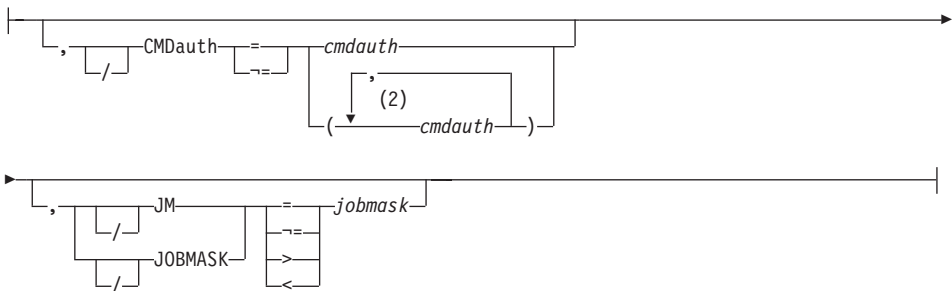 , / CMDauth = cmdauth
¬=
,
(2)
( cmdauth )
, / JM = jobmask
¬=
/ JOBMASK >
<